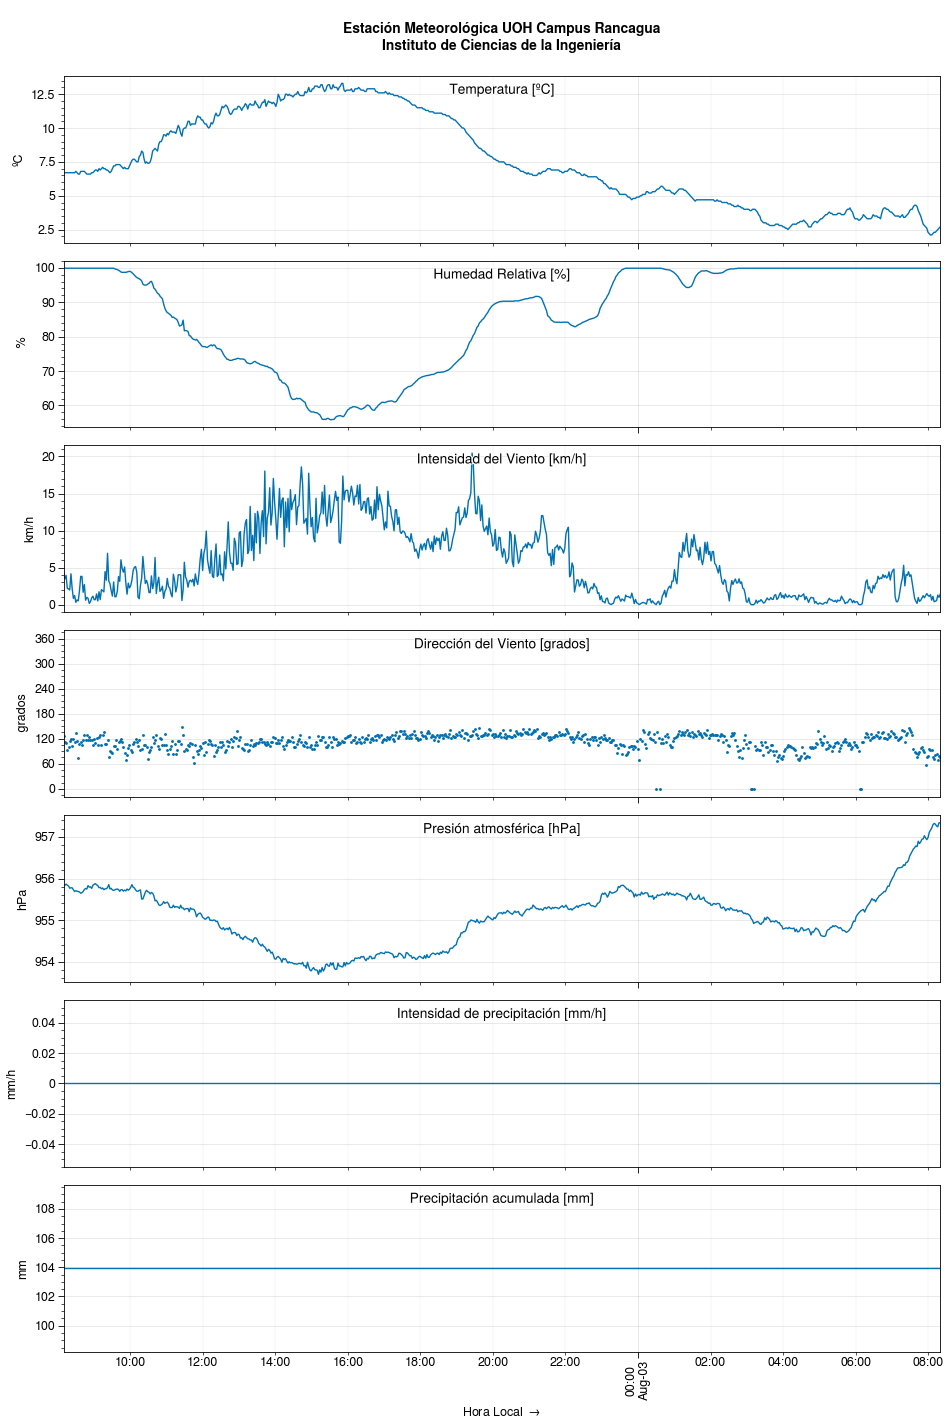 Estación Meteorológica UOH Campus Rancagua
Instituto de Ciencias de la Ingeniería
Temperatura [ºC]
ºC
12.5
10
7.5
5
2.5
Humedad Relativa [%]
%
100
90
80
70
60
Intensidad del Viento [km/h]
km/h
20
15
10
5
0
Dirección del Viento [grados]
grados
360
300
240
180
120
60
0
Presión atmosférica [hPa]
hPa
957
956
955
954
Intensidad de precipitación [mm/h]
mm/h
0.04
0.02
0
−0.02
−0.04
Precipitación acumulada [mm]
mm
108
106
104
102
100
10:00 12:00 14:00 16:00 18:00 20:00 22:00 00:00 02:00 04:00 06:00 08:00
Aug-03
Hora Local →